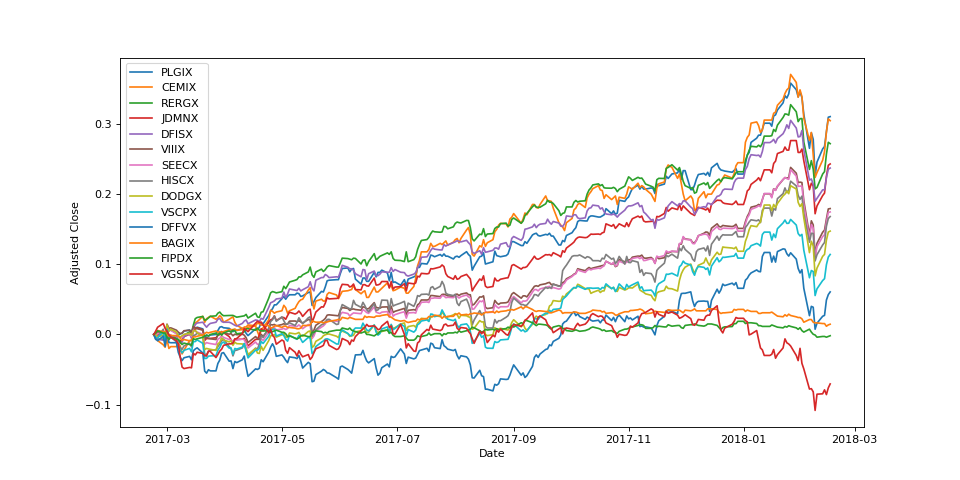 PLGIX
CEMIX
RERGX
JDMNX
DFISX
VIIIX
SEECX
HISCX
DODGX
VSCPX
DFFVX
BAGIX
FIPDX
VGSNX
Adjusted Close
0.3
0.2
0.1
0.0
−0.1
2017-03 2017-05 2017-07 2017-09 2017-11 2018-01 2018-03
Date